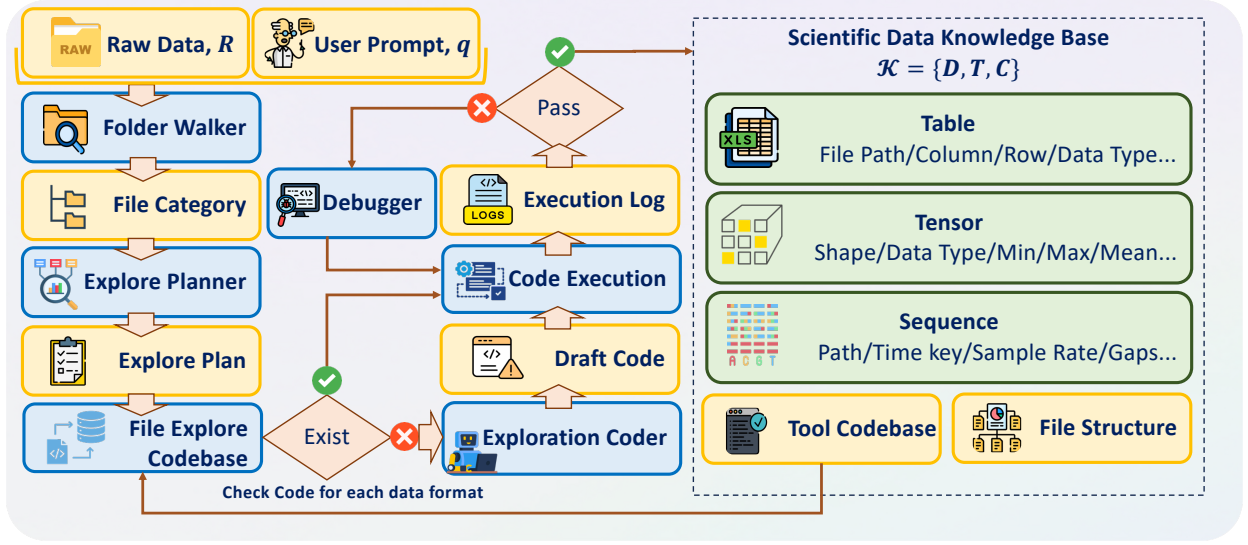 RAW
Raw Data, R
User Prompt, q
Folder Walker
File Category
Explore Planner
Explore Plan
File Explore
Codebase
Exist
Check Code for each data format
Pass
Debugger
LOGS
Execution Log
Code Execution
Draft Code
Exploration Coder
Scientific Data Knowledge Base
𝒦 = {D, T, C}
XLS
Table
File Path/Column/Row/Data Type...
Tensor
Shape/Data Type/Min/Max/Mean...
A C G T
Sequence
Path/Time key/Sample Rate/Gaps...
Tool Codebase
File Structure